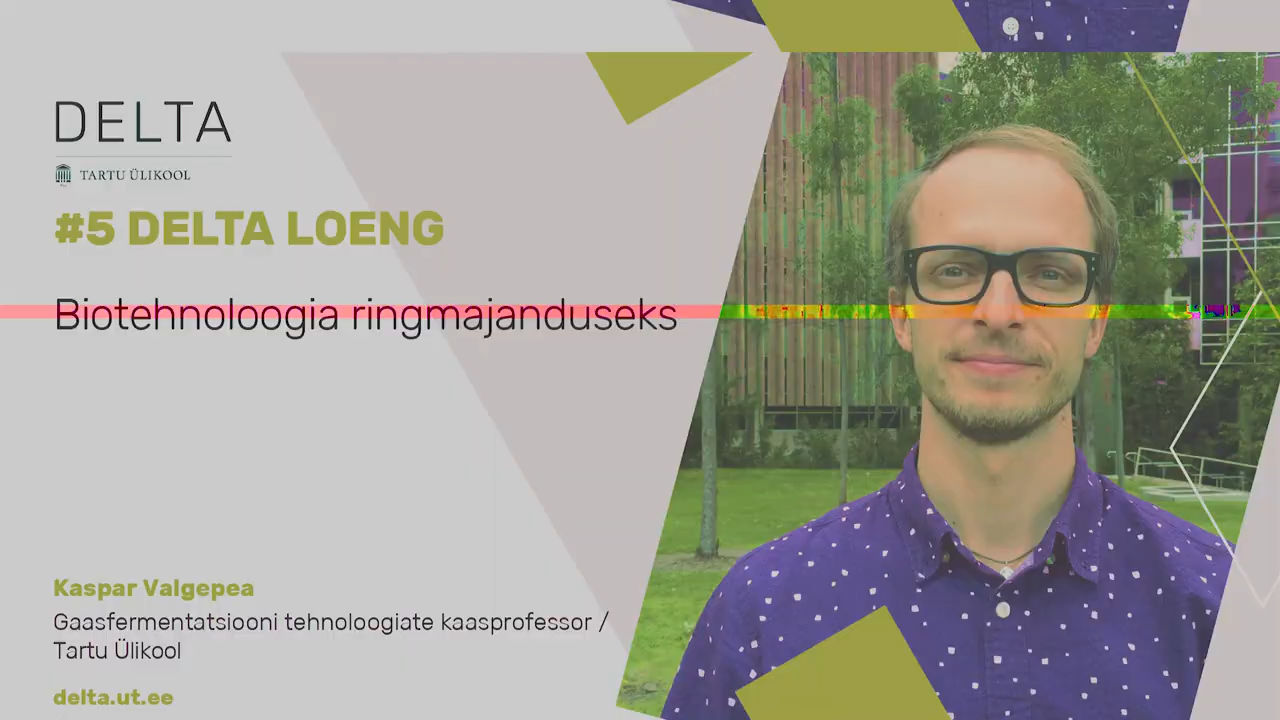 DELTA
TARTU ÜLIKOOL
#5 DELTA LOENG
Biotehnoloogia ringmajanduseks
Kaspar Valgepea
Gaasfermentatsiooni tehnoloogiate kaasprofessor /
Tartu Ülikool
delta.ut.ee